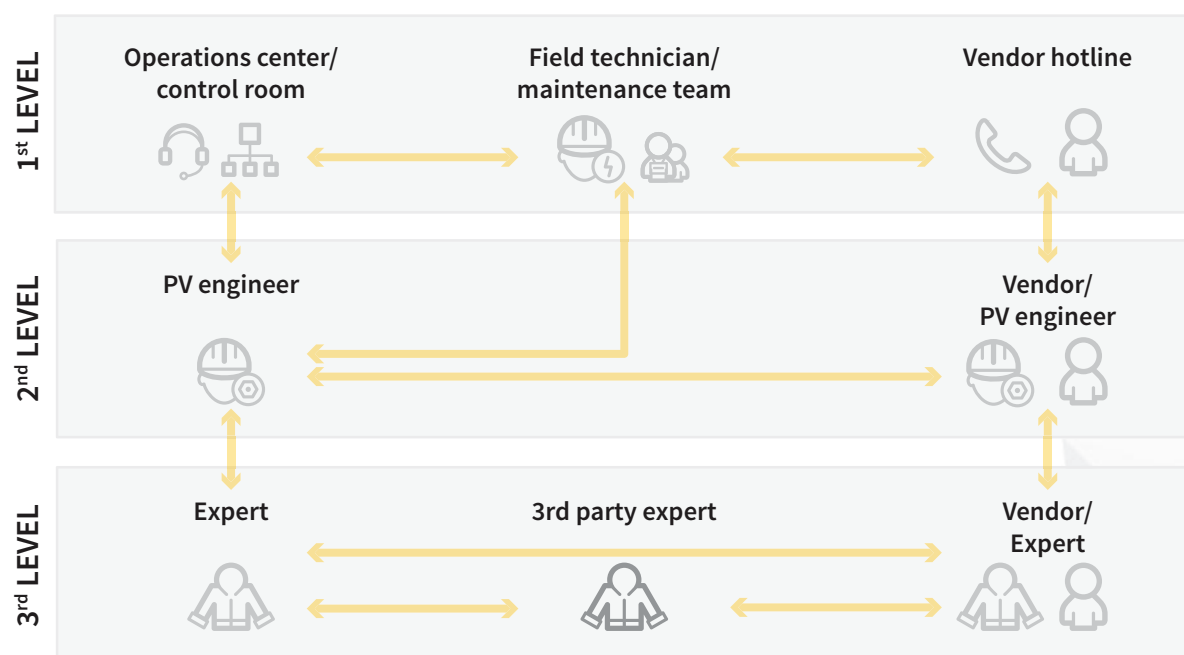 1st LEVEL
Operations center/
control room
Field technician/
maintenance team
Vendor hotline
2nd LEVEL
PV engineer
Vendor/
PV engineer
3rd LEVEL
Expert
3rd party expert
Vendor/
Expert